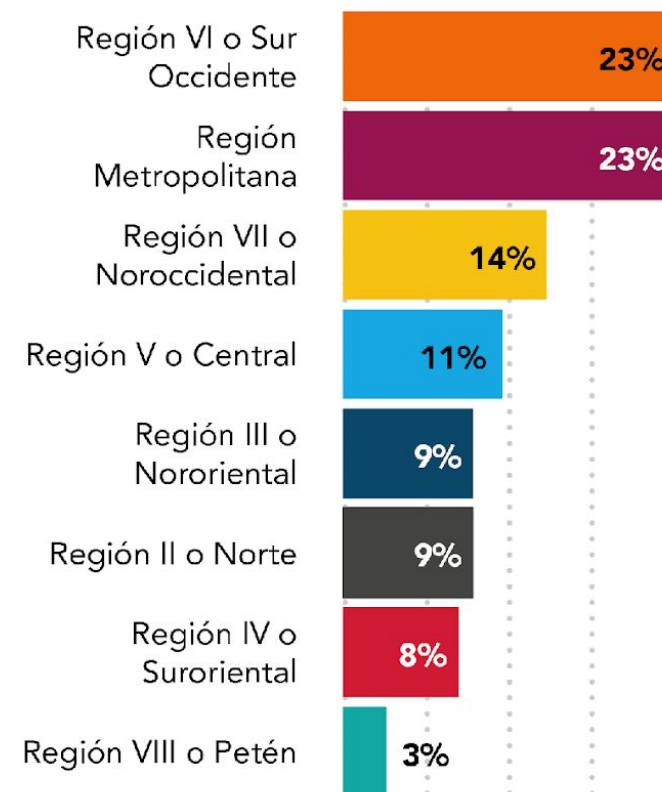 Región VI o Sur
Occidente
23%
Región
Metropolitana
23%
Región VII o
Noroccidental
14%
Región V o Central
11%
Región III o
Nororiental
9%
Región II o Norte
9%
Región IV o
Suroriental
8%
Región VIII o Petén
3%